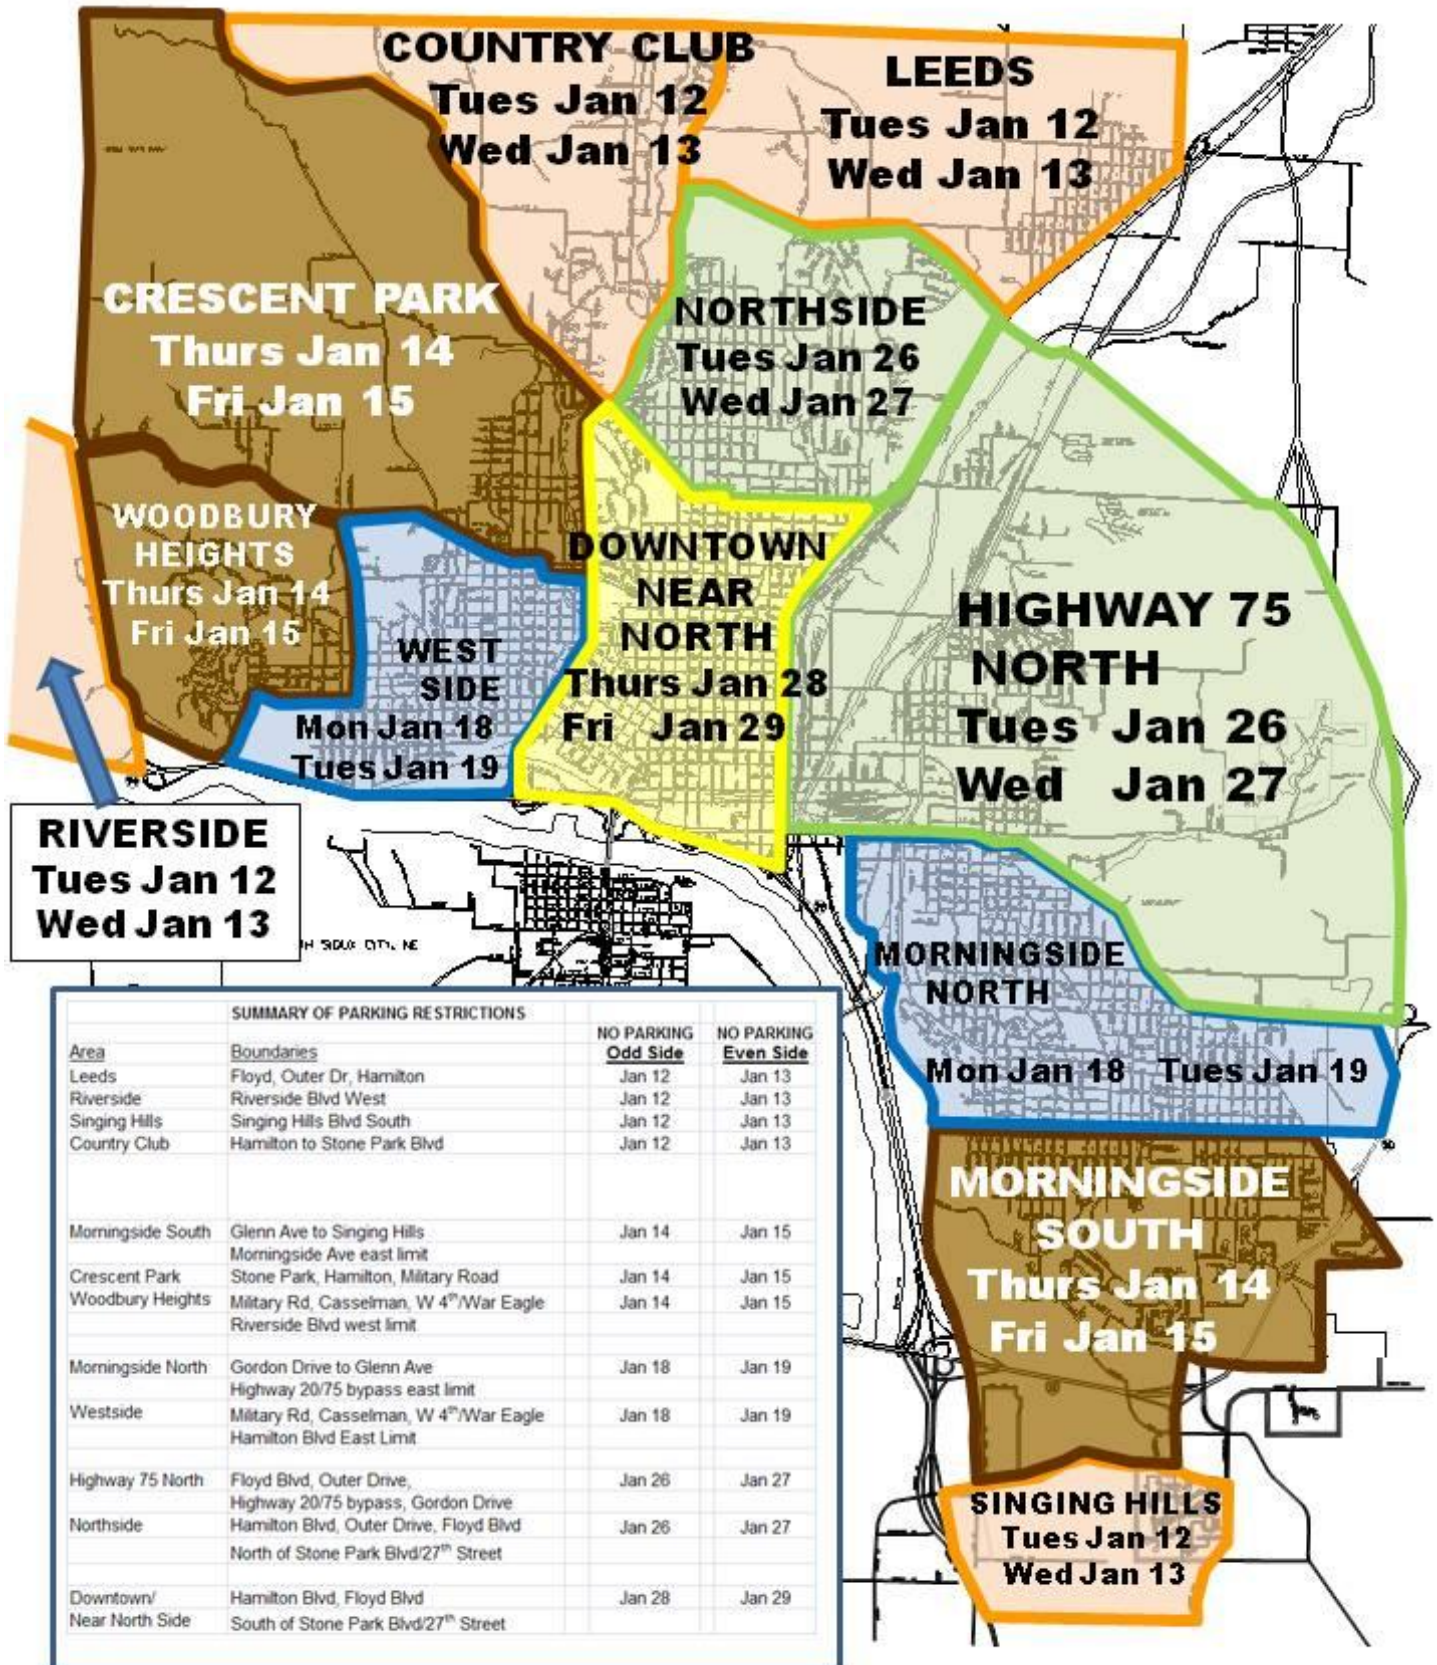 COUNTRY CLUB
Tues Jan 12
Wed Jan 13
LEEDS
Tues Jan 12
Wed Jan 13
CRESCENT PARK
Thurs Jan 14
Fri Jan 15
NORTHSIDE
Tues Jan 26
Wed Jan 27
WOODBURY
HEIGHTS
Thurs Jan 14
Fri Jan 15
DOWNTOWN
NEAR
NORTH
Thurs Jan 28
Fri Jan 29
WEST
SIDE
Mon Jan 18
Tues Jan 19
HIGHWAY 75
NORTH
Tues Jan 26
Wed Jan 27
RIVERSIDE
Tues Jan 12
Wed Jan 13
SIOUX CITY, NE
MORNINGSIDE
NORTH
Mon Jan 18 Tues Jan 19
MORNINGSIDE
SOUTH
Thurs Jan 14
Fri Jan 15
SINGING HILLS
Tues Jan 12
Wed Jan 13
SUMMARY OF PARKING RESTRICTIONS
NO PARKING NO PARKING
Area Boundaries Odd Side Even Side
Leeds Floyd, Outer Dr, Hamilton Jan 12 Jan 13
Riverside Riverside Blvd West Jan 12 Jan 13
Singing Hills Singing Hills Blvd South Jan 12 Jan 13
Country Club Hamilton to Stone Park Blvd Jan 12 Jan 13
Morningside South Glenn Ave to Singing Hills Jan 14 Jan 15
Morningside Ave east limit
Crescent Park Stone Park, Hamilton, Military Road Jan 14 Jan 15
Woodbury Heights Military Rd, Casselman, W 4th/War Eagle Jan 14 Jan 15
Riverside Blvd west limit
Morningside North Gordon Drive to Glenn Ave Jan 18 Jan 19
Highway 20/75 bypass east limit
Westside Military Rd, Casselman, W 4th/War Eagle Jan 18 Jan 19
Hamilton Blvd East Limit
Highway 75 North Floyd Blvd, Outer Drive, Jan 26 Jan 27
Highway 20/75 bypass, Gordon Drive
Northside Hamilton Blvd, Outer Drive, Floyd Blvd Jan 26 Jan 27
North of Stone Park Blvd/27th Street
Downtown/ Hamilton Blvd, Floyd Blvd Jan 28 Jan 29
Near North Side South of Stone Park Blvd/27th Street